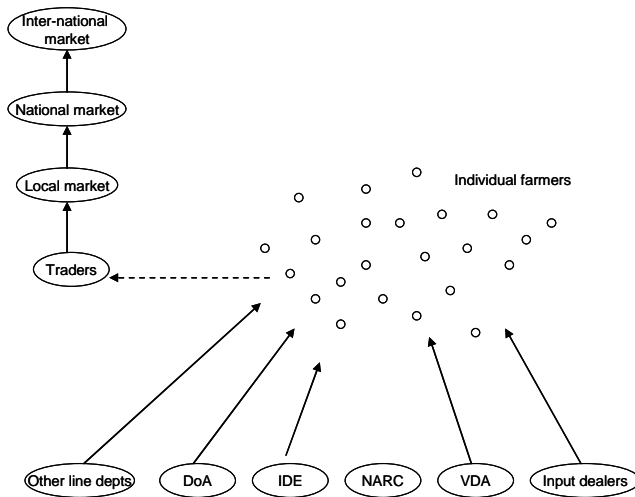 Inter-national
market
National market
Local market
Individual farmers
Traders
Other line depts
DoA
IDE
NARC
VDA
Input dealers